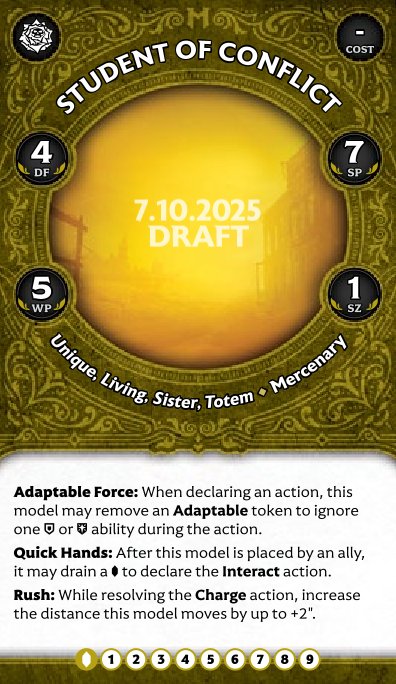 -
COST
STUDENT OF CONFLICT
4
DF
7
SP
7.10.2025
DRAFT
5
WP
1
SZ
Unique, Living, Sister, Totem ◆ Mercenary
Adaptable Force: When declaring an action, this
model may remove an Adaptable token to ignore
one or ability during the action.
Quick Hands: After this model is placed by an ally,
it may drain a to declare the Interact action.
Rush: While resolving the Charge action, increase
the distance this model moves by up to +2".
1 2 3 4 5 6 7 8 9